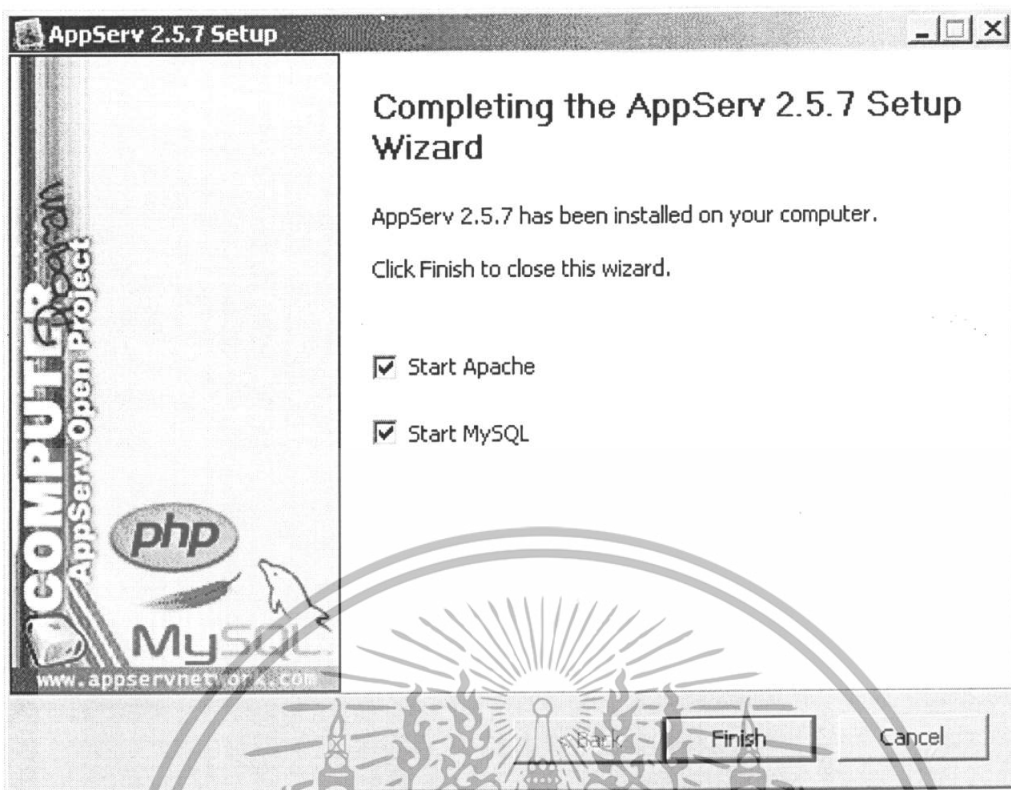 AppServ 2.5.7 Setup
Completing the AppServ 2.5.7 Setup
Wizard
AppServ 2.5.7 has been installed on your computer.
Click Finish to close this wizard.
Start Apache
Start MySQL
COMPUTER
Program
AppServ Open Project
php
MySQL
www.appservnetwork.com
< Back
Finish
Cancel